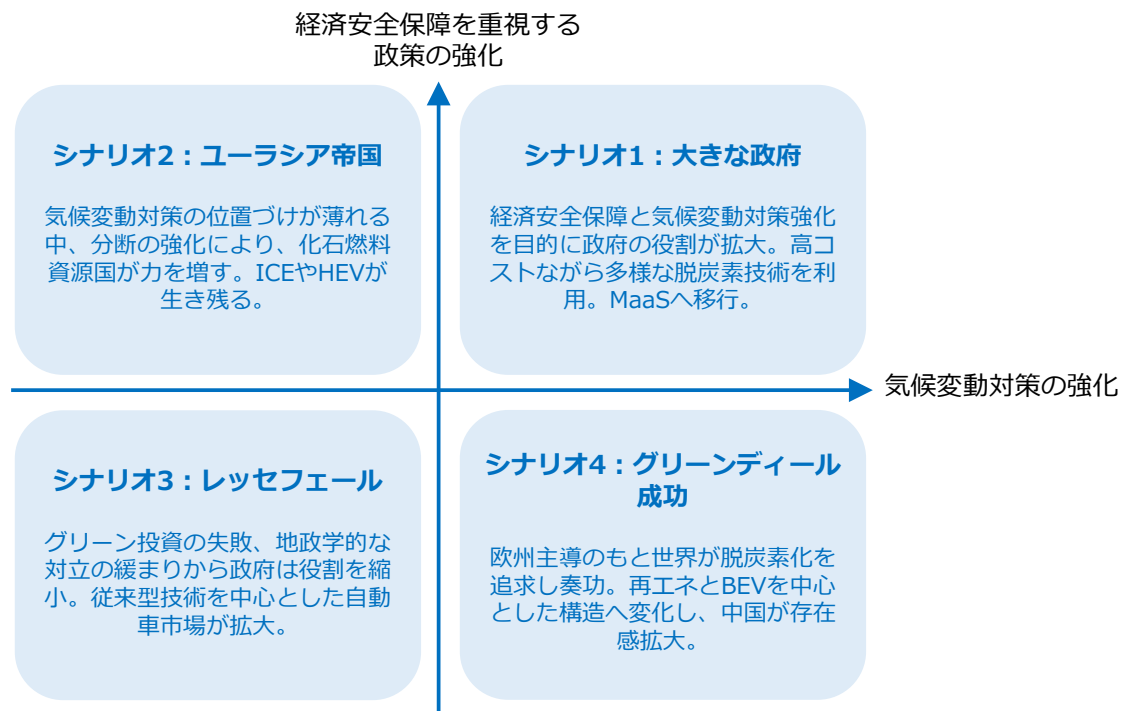 経済安全保障を重視する
政策の強化
シナリオ2：ユーラシア帝国
気候変動対策の位置づけが薄れる
中、分断の強化により、化石燃料
資源国が力を増す。ICEやHEVが
生き残る。
シナリオ1：大きな政府
経済安全保障と気候変動対策強化
を目的に政府の役割が拡大。高コ
ストながら多様な脱炭素技術を利
用。MaaSへ移行。
気候変動対策の強化
シナリオ3：レッセフェール
グリーン投資の失敗、地政学的な
対立の緩まりから政府は役割を縮
小。従来型技術を中心とした自動
車市場が拡大。
シナリオ4：グリーンディール
成功
欧州主導のもと世界が脱炭素化を
追求し奏功。再エネとBEVを中心
とした構造へ変化し、中国が存在
感拡大。